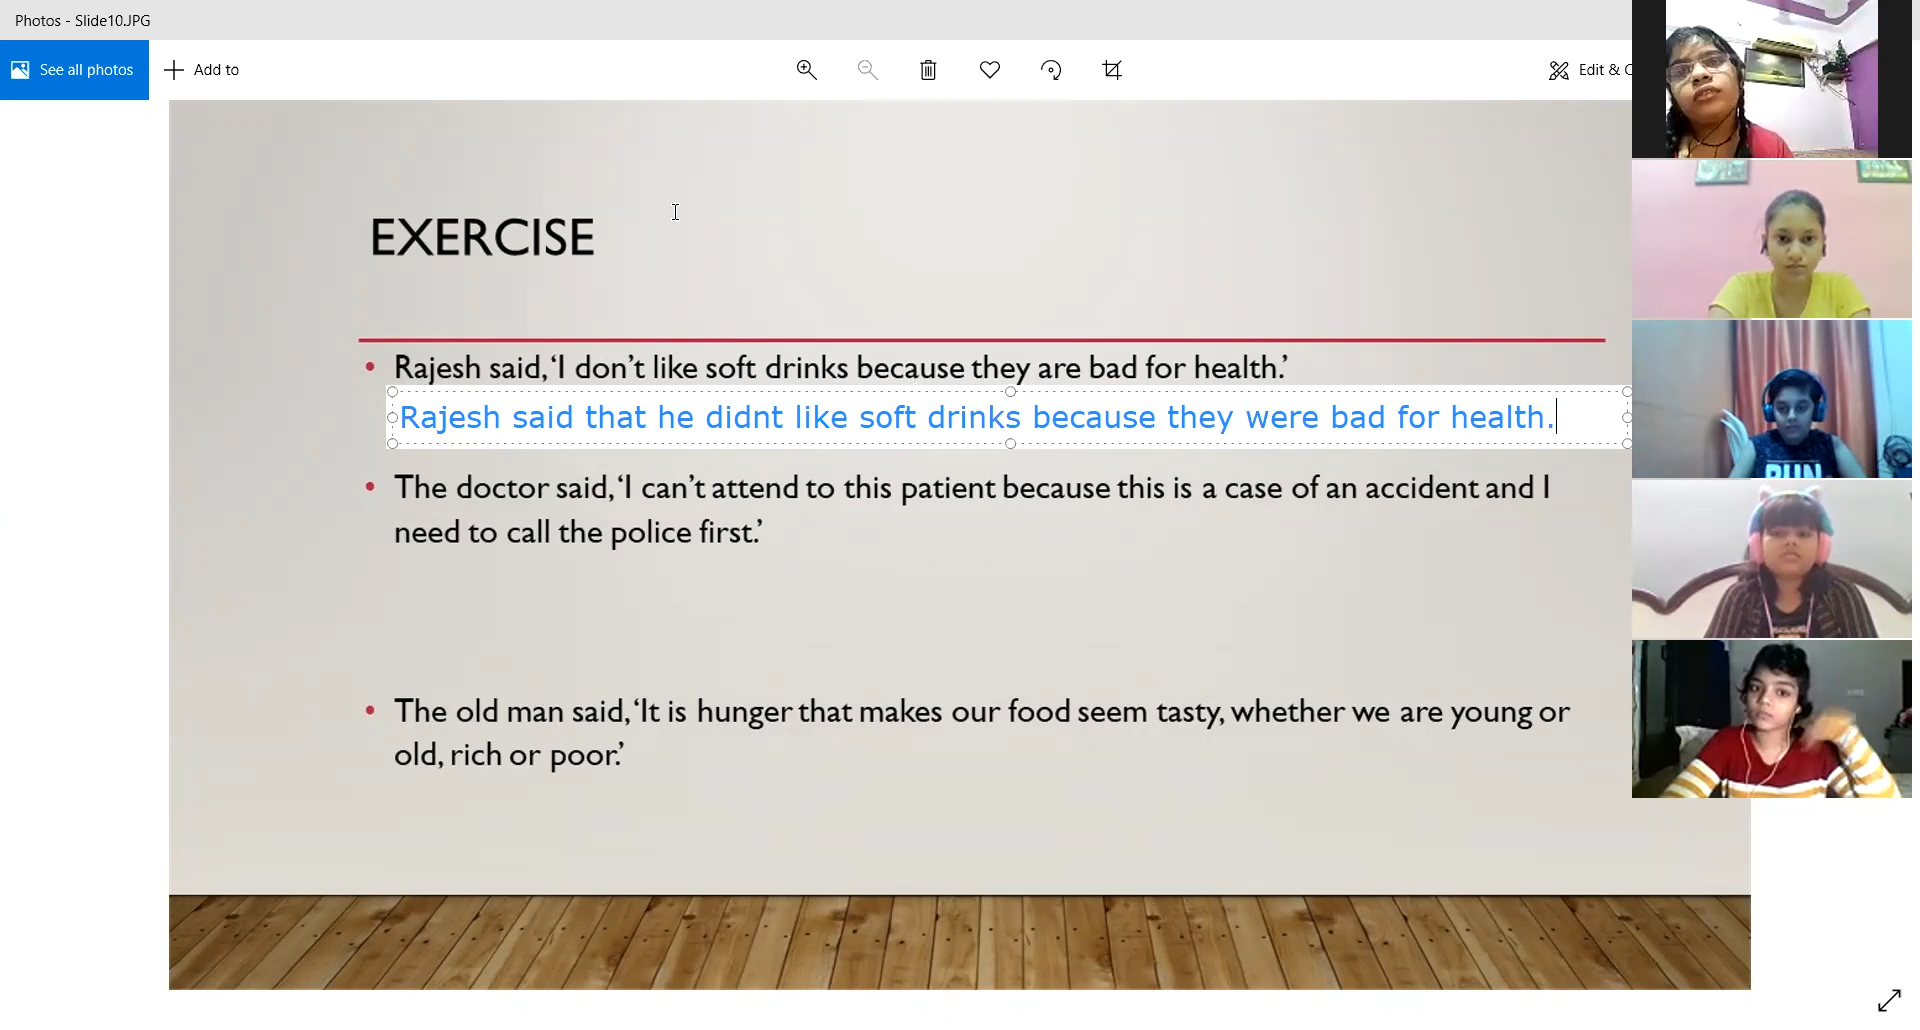 Photos - Slide10.JPG
See all photos
Add to
Edit & C
EXERCISE
• Rajesh said, ‘I don’t like soft drinks because they are bad for health.’
Rajesh said that he didnt like soft drinks because they were bad for health.
• The doctor said, ‘I can’t attend to this patient because this is a case of an accident and I
need to call the police first.’
• The old man said, ‘It is hunger that makes our food seem tasty, whether we are young or
old, rich or poor.’
RUN